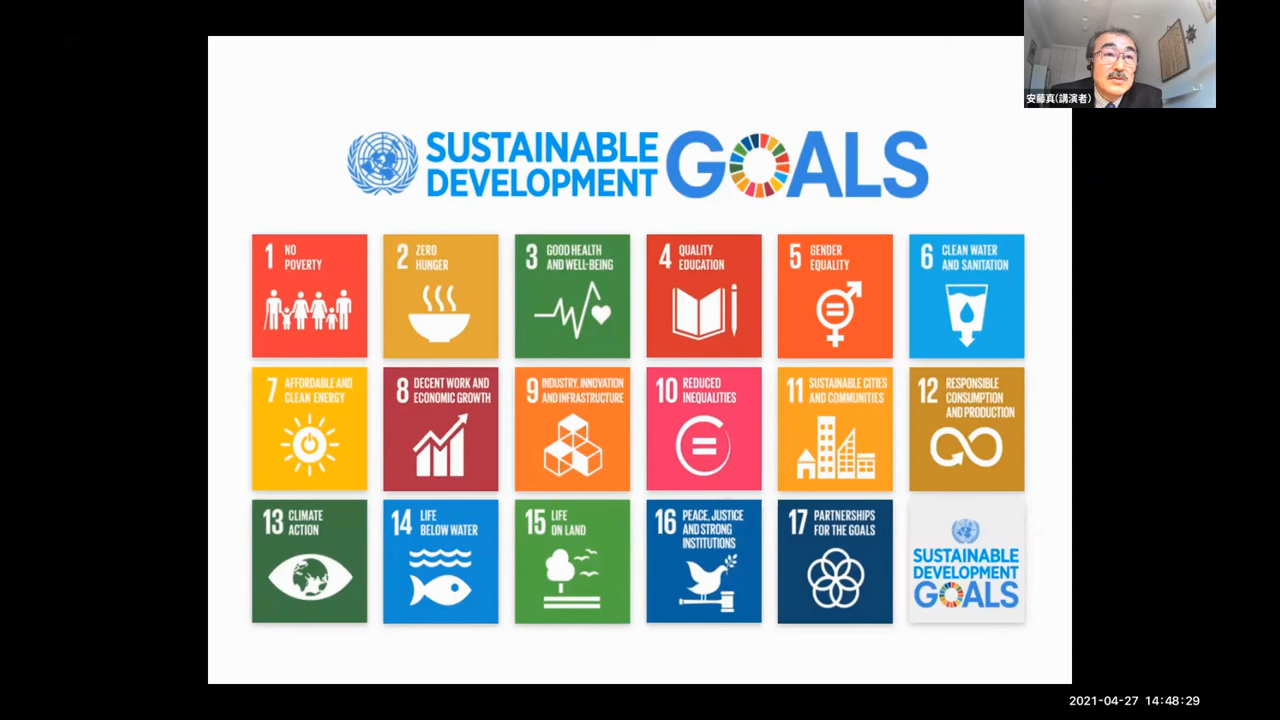 安藤真(講演者)
SUSTAINABLE
DEVELOPMENT
GOALS
1 NO
POVERTY
2 ZERO
HUNGER
3 GOOD HEALTH
AND WELL-BEING
4 QUALITY
EDUCATION
5 GENDER
EQUALITY
6 CLEAN WATER
AND SANITATION
7 AFFORDABLE AND
CLEAN ENERGY
8 DECENT WORK AND
ECONOMIC GROWTH
9 INDUSTRY, INNOVATION
AND INFRASTRUCTURE
10 REDUCED
INEQUALITIES
11 SUSTAINABLE CITIES
AND COMMUNITIES
12 RESPONSIBLE
CONSUMPTION
AND PRODUCTION
13 CLIMATE
ACTION
14 LIFE
BELOW WATER
15 LIFE
ON LAND
16 PEACE, JUSTICE
AND STRONG
INSTITUTIONS
17 PARTNERSHIPS
FOR THE GOALS
SUSTAINABLE
DEVELOPMENT
GOALS
2021-04-27 14:48:29